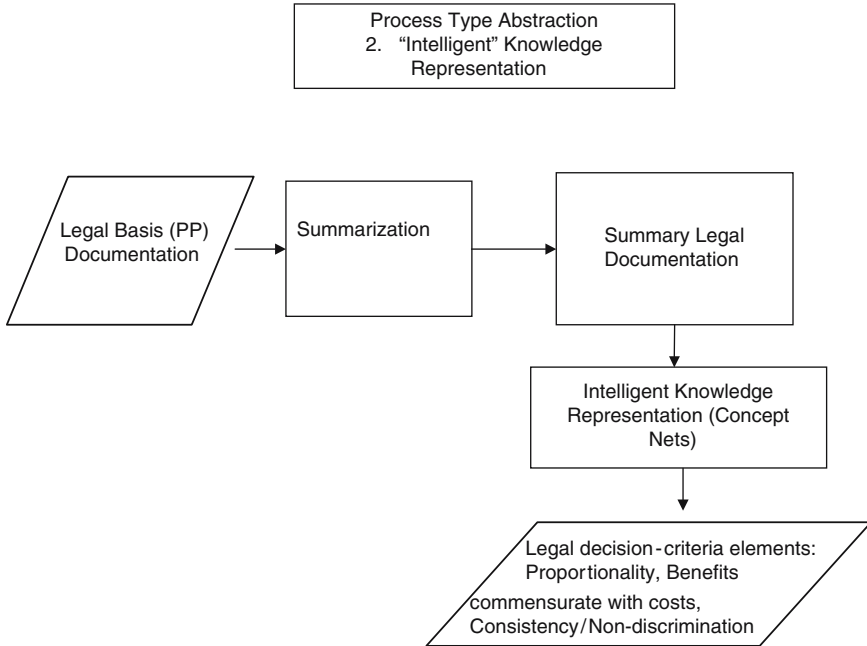 Process Type Abstraction
2. “Intelligent” Knowledge
Representation
Legal Basis (PP)
Documentation
Summarization
Summary Legal
Documentation
Intelligent Knowledge
Representation (Concept
Nets)
Legal decision-criteria elements:
Proportionality, Benefits
commensurate with costs,
Consistency/Non-discrimination